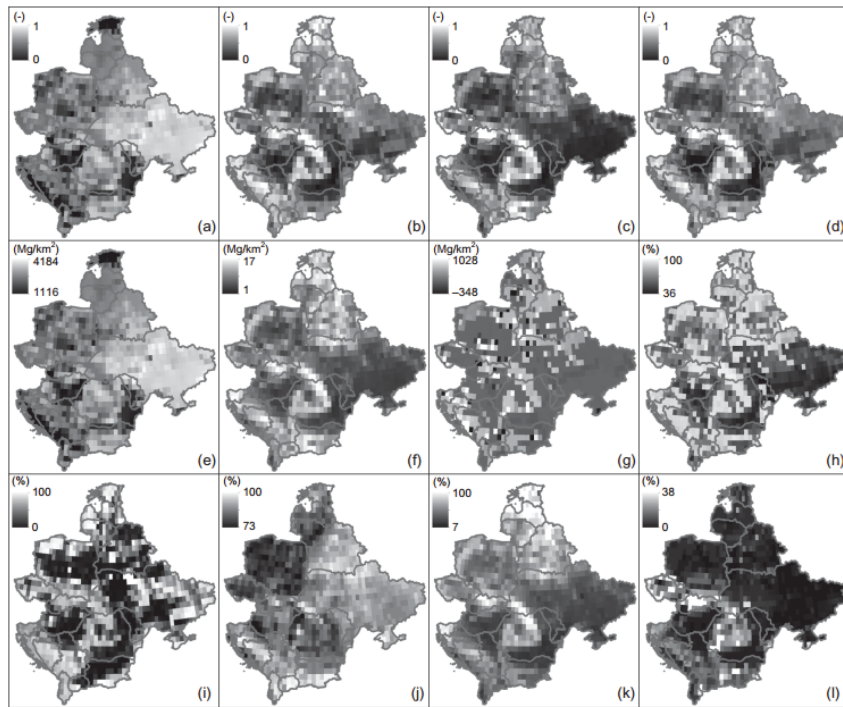 (-)
1
0
(a)
(-)
1
0
(b)
(-)
1
0
(c)
(-)
1
0
(d)
(Mg/km²)
4184
1116
(e)
(Mg/km²)
17
1
(f)
(Mg/km²)
1028
−348
(g)
(%)
100
36
(h)
(%)
100
0
(i)
(%)
100
73
(j)
(%)
100
7
(k)
(%)
38
0
(l)